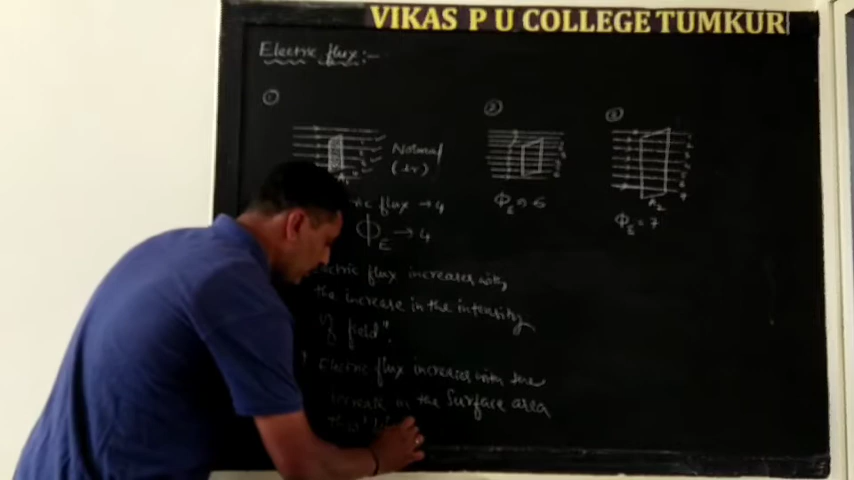 VIKAS P U COLLEGE TUMKUR
Electric flux:-
①
②
③
Normal
A₁
A₂
flux → 4
Φ_E → 4
Φ_E → 6
Φ_E = 7
Electric flux increases with
the increase in the intensity
of field".
Electric flux increases with the
increase in the surface area